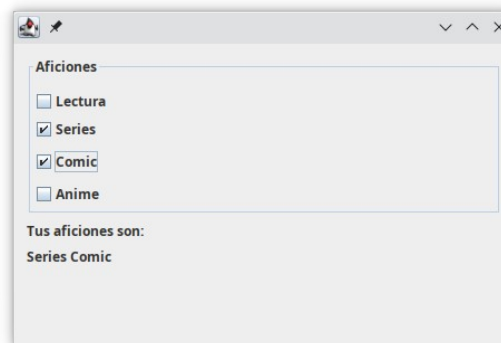 Aficiones
Lectura
Series
Comic
Anime
Tus aficiones son:
Series Comic